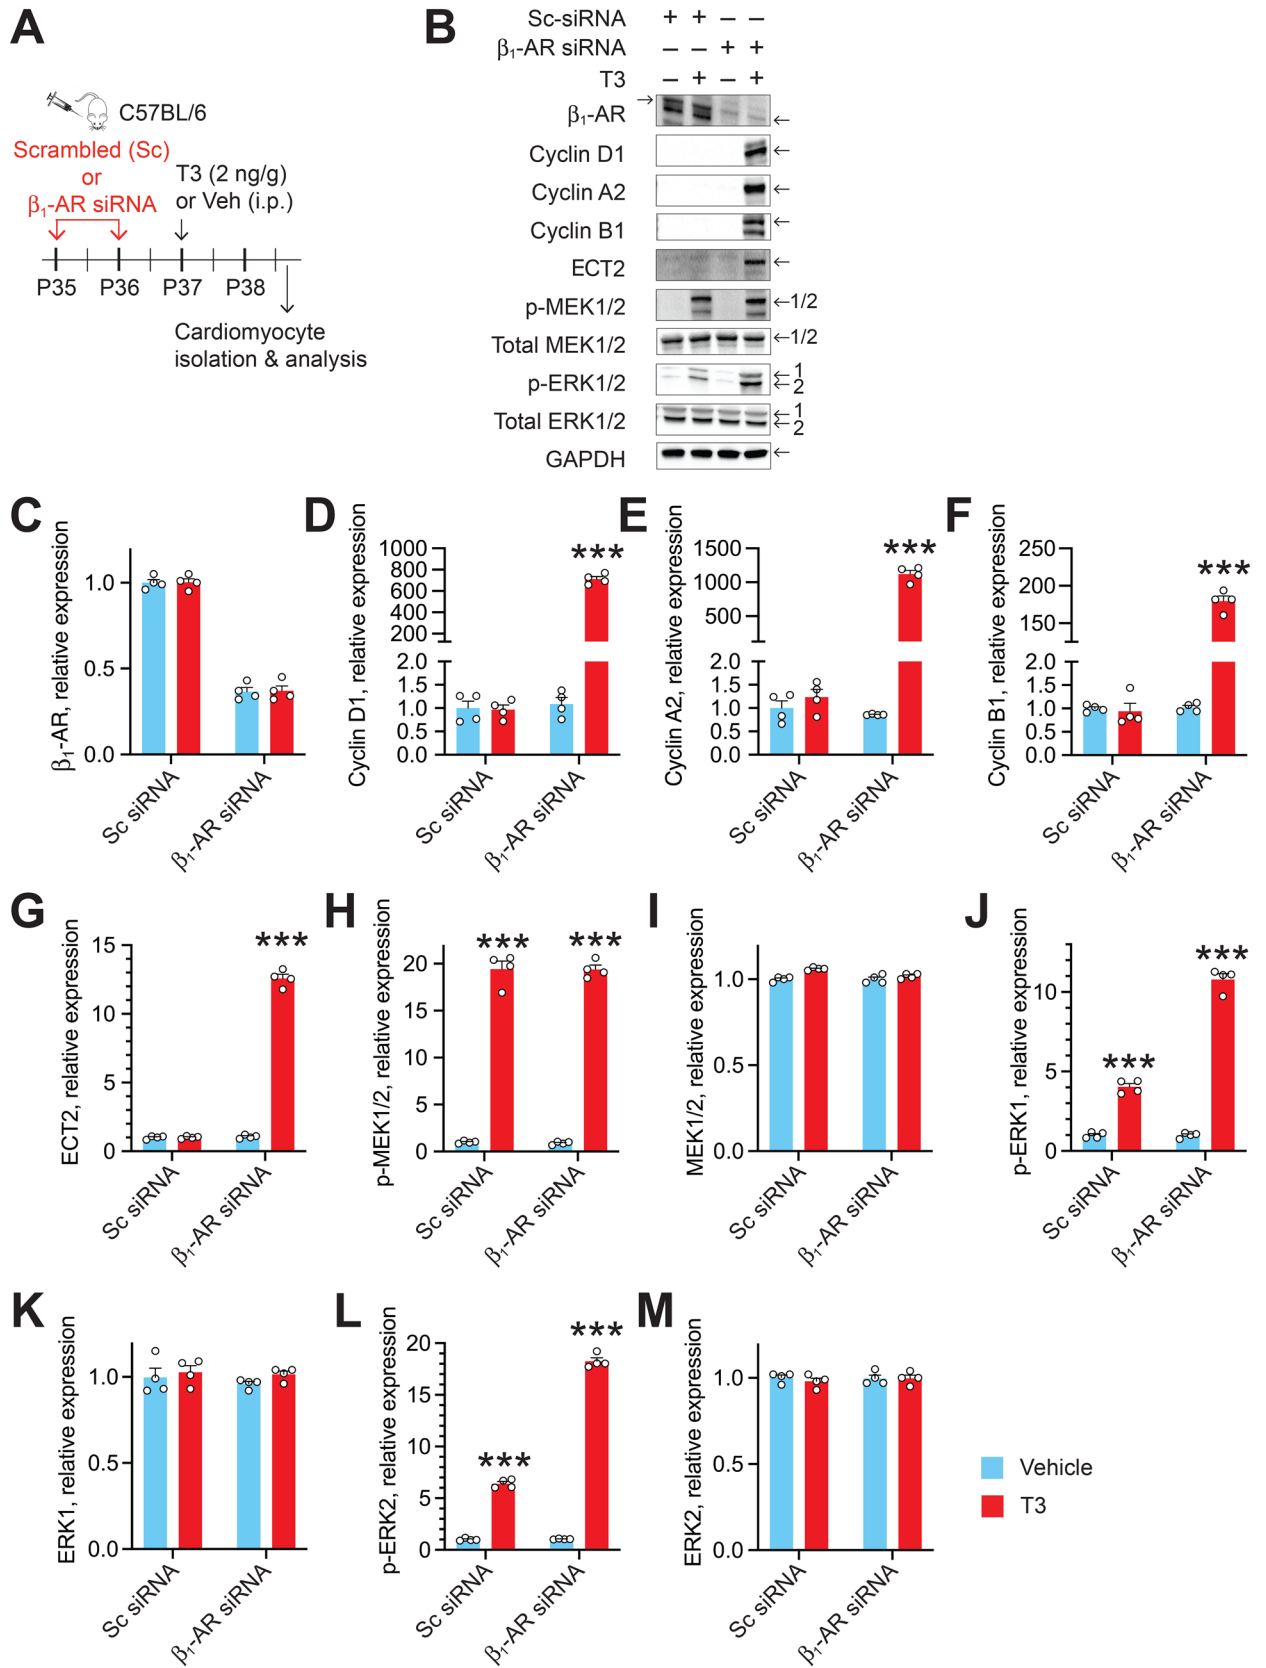 A
C57BL/6
Scrambled (Sc)
or
β₁-AR siRNA
T3 (2 ng/g)
or Veh (i.p.)
P35 P36 P37 P38
Cardiomyocyte
isolation & analysis
B
Sc-siRNA + + – –
β₁-AR siRNA – – + +
T3 – + – +
→ β₁-AR ←
Cyclin D1 ←
Cyclin A2 ←
Cyclin B1 ←
ECT2 ←
p-MEK1/2 ←1/2
Total MEK1/2 ←1/2
p-ERK1/2 ←1
←2
Total ERK1/2 ←1
←2
GAPDH ←
C
β₁-AR, relative expression
1.0
0.5
0.0
Sc siRNA
β₁-AR siRNA
D
Cyclin D1, relative expression
1000
800
600
400
200
2.0
1.5
1.0
0.5
0.0
***
Sc siRNA
β₁-AR siRNA
E
Cyclin A2, relative expression
1500
1000
500
2.0
1.5
1.0
0.5
0.0
***
Sc siRNA
β₁-AR siRNA
F
Cyclin B1, relative expression
250
200
150
2.0
1.5
1.0
0.5
0.0
***
Sc siRNA
β₁-AR siRNA
G
ECT2, relative expression
15
10
5
0
***
Sc siRNA
β₁-AR siRNA
H
p-MEK1/2, relative expression
20
15
10
5
0
***
***
Sc siRNA
β₁-AR siRNA
I
MEK1/2, relative expression
1.0
0.5
0.0
Sc siRNA
β₁-AR siRNA
J
p-ERK1, relative expression
10
5
0
***
***
Sc siRNA
β₁-AR siRNA
K
ERK1, relative expression
1.0
0.5
0.0
Sc siRNA
β₁-AR siRNA
L
p-ERK2, relative expression
20
15
10
5
0
***
***
Sc siRNA
β₁-AR siRNA
M
ERK2, relative expression
1.0
0.5
0.0
Sc siRNA
β₁-AR siRNA
Vehicle
T3